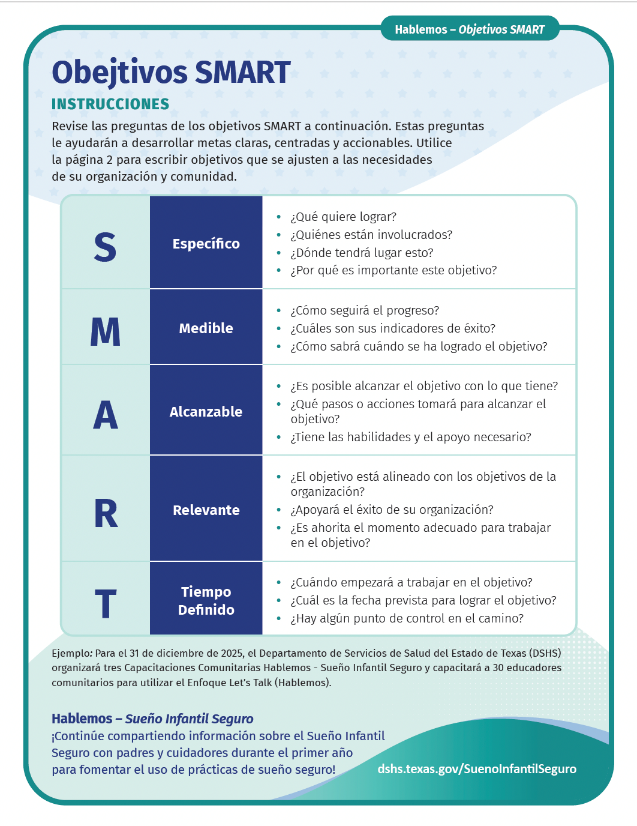 Hablemos – Objetivos SMART
Obejtivos SMART
INSTRUCCIONES
Revise las preguntas de los objetivos SMART a continuación. Estas preguntas
le ayudarán a desarrollar metas claras, centradas y accionables. Utilice
la página 2 para escribir objetivos que se ajusten a las necesidades
de su organización y comunidad.
S
Específico
• ¿Qué quiere lograr?
• ¿Quiénes están involucrados?
• ¿Dónde tendrá lugar esto?
• ¿Por qué es importante este objetivo?
M
Medible
• ¿Cómo seguirá el progreso?
• ¿Cuáles son sus indicadores de éxito?
• ¿Cómo sabrá cuándo se ha logrado el objetivo?
A
Alcanzable
• ¿Es posible alcanzar el objetivo con lo que tiene?
• ¿Qué pasos o acciones tomará para alcanzar el
objetivo?
• ¿Tiene las habilidades y el apoyo necesario?
R
Relevante
• ¿El objetivo está alineado con los objetivos de la
organización?
• ¿Apoyará el éxito de su organización?
• ¿Es ahorita el momento adecuado para trabajar
en el objetivo?
T
Tiempo
Definido
• ¿Cuándo empezará a trabajar en el objetivo?
• ¿Cuál es la fecha prevista para lograr el objetivo?
• ¿Hay algún punto de control en el camino?
Ejemplo: Para el 31 de diciembre de 2025, el Departamento de Servicios de Salud del Estado de Texas (DSHS)
organizará tres Capacitaciones Comunitarias Hablemos - Sueño Infantil Seguro y capacitará a 30 educadores
comunitarios para utilizar el Enfoque Let's Talk (Hablemos).
Hablemos – Sueño Infantil Seguro
¡Continúe compartiendo información sobre el Sueño Infantil
Seguro con padres y cuidadores durante el primer año
para fomentar el uso de prácticas de sueño seguro!
dshs.texas.gov/SuenoInfantilSeguro